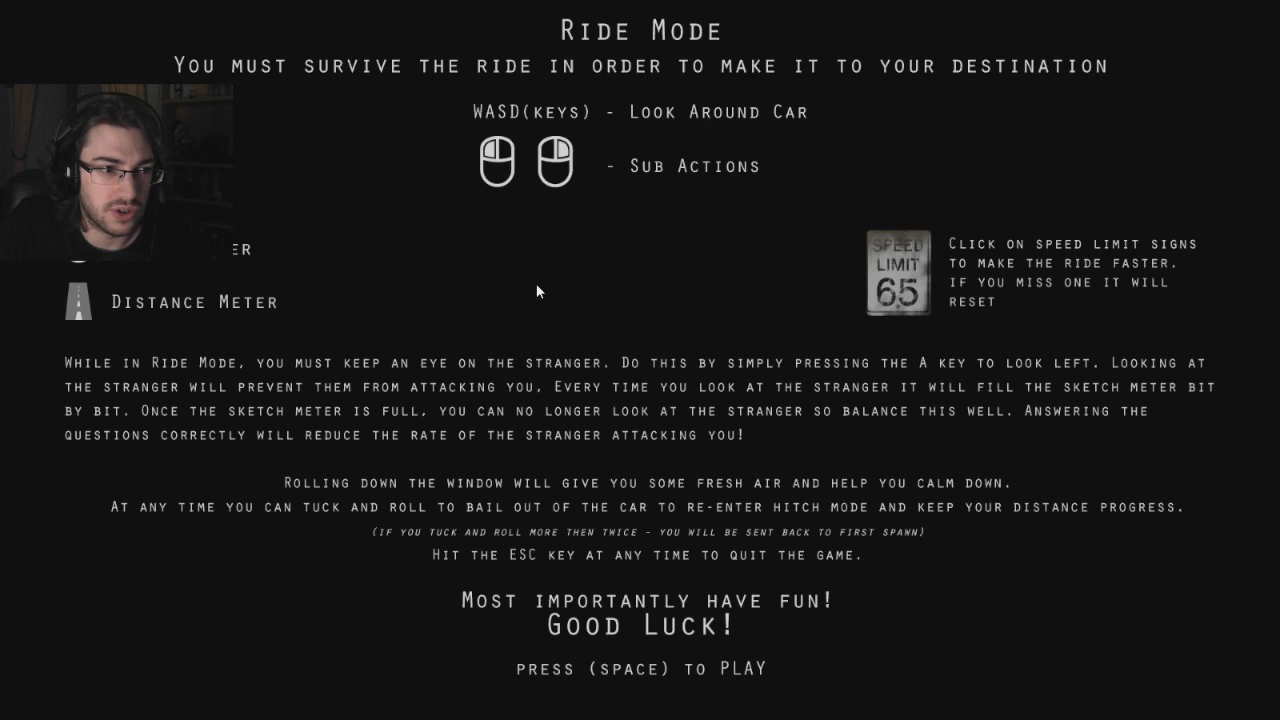 Ride Mode
You must survive the ride in order to make it to your destination
WASD(keys) - Look Around Car
- Sub Actions
Speed Limit 65
Click on speed limit signs
to make the ride faster.
if you miss one it will
reset
Distance Meter
While in Ride Mode, you must keep an eye on the stranger. Do this by simply pressing the A key to look left. Looking at
the stranger will prevent them from attacking you, Every time you look at the stranger it will fill the sketch meter bit
by bit. Once the sketch meter is full, you can no longer look at the stranger so balance this well. Answering the
questions correctly will reduce the rate of the stranger attacking you!
Rolling down the window will give you some fresh air and help you calm down.
At any time you can tuck and roll to bail out of the car to re-enter hitch mode and keep your distance progress.
(if you tuck and roll more then twice - you will be sent back to first spawn)
Hit the ESC key at any time to quit the game.
Most importantly have fun!
Good Luck!
press (space) to PLAY